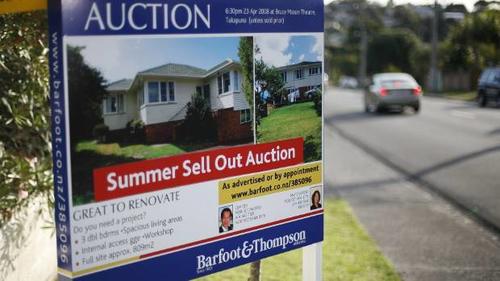 AUCTION
6:30pm 23 Apr 2008 at Bruce Mason Theatre,
Takapuna (unless sold prior)
www.barfoot.co.nz/385096
Summer Sell Out Auction
As advertised or by appointment
www.barfoot.co.nz/385096
GREAT TO RENOVATE
Do you need a project?
• 3 dbl bdrms •Spacious living areas
• Internal access gge •Workshop
• Full site approx. 809m2
Barfoot&Thompson